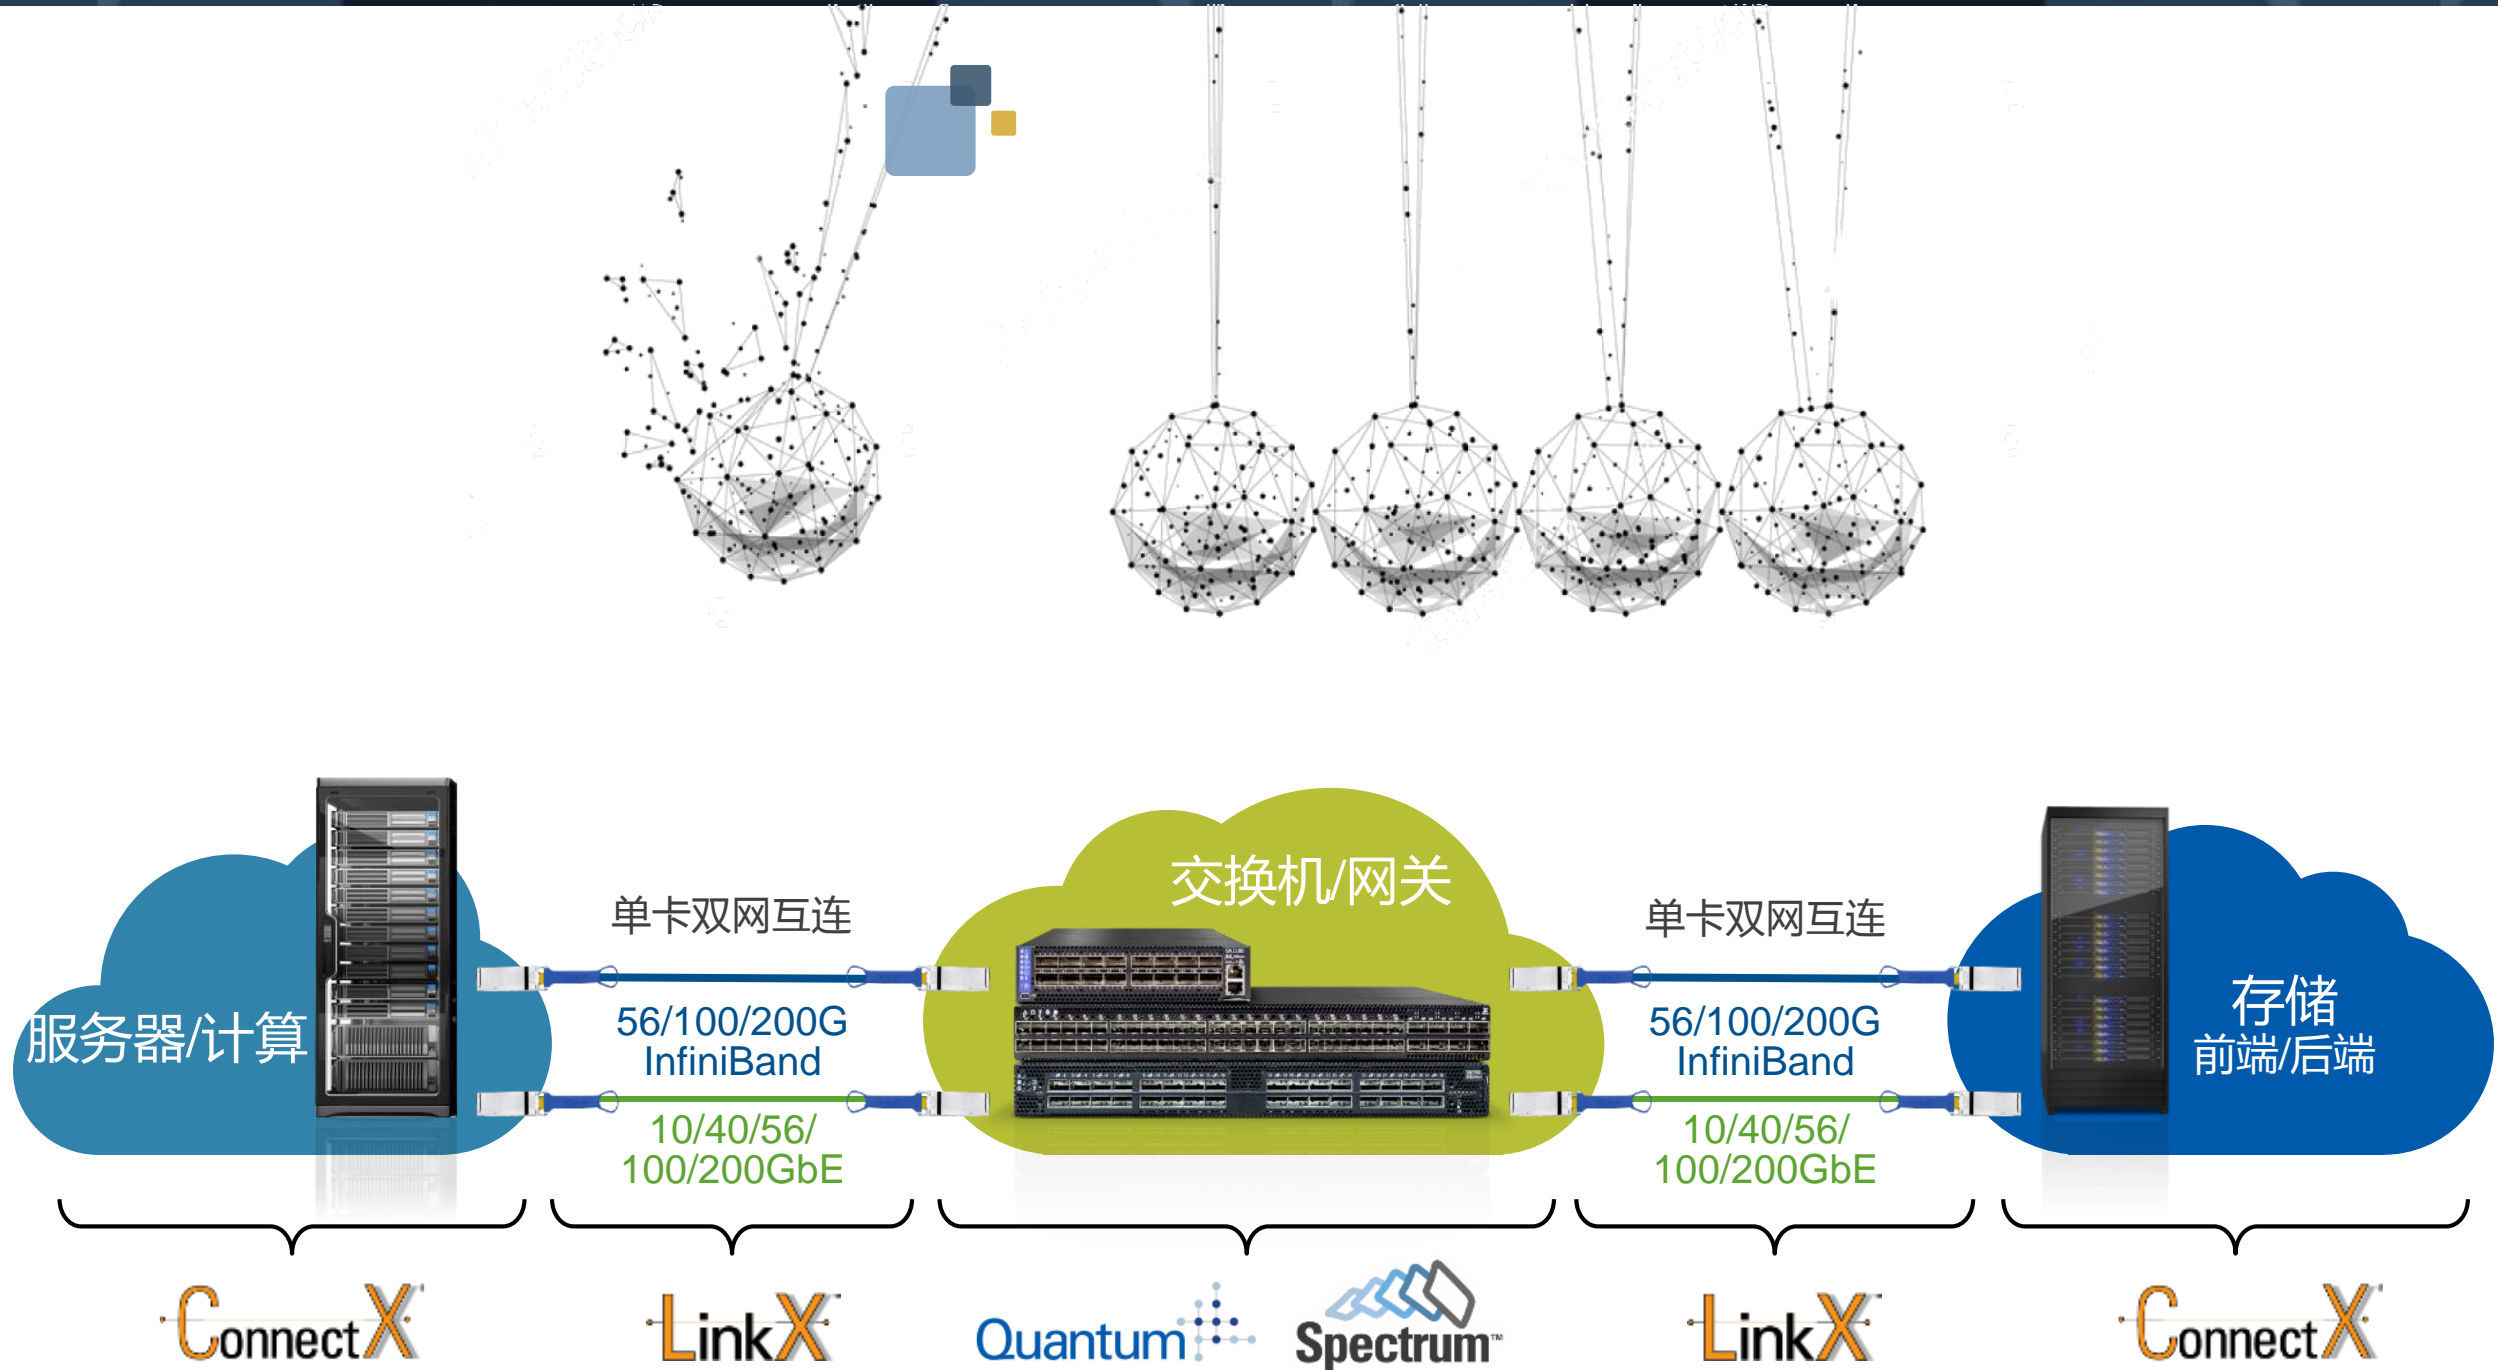 交换机/网关
单卡双网互连
单卡双网互连
服务器/计算
56/100/200G
InfiniBand
56/100/200G
InfiniBand
存储
前端/后端
10/40/56/
100/200GbE
10/40/56/
100/200GbE
ConnectX
LinkX
Quantum
Spectrum™
LinkX
ConnectX